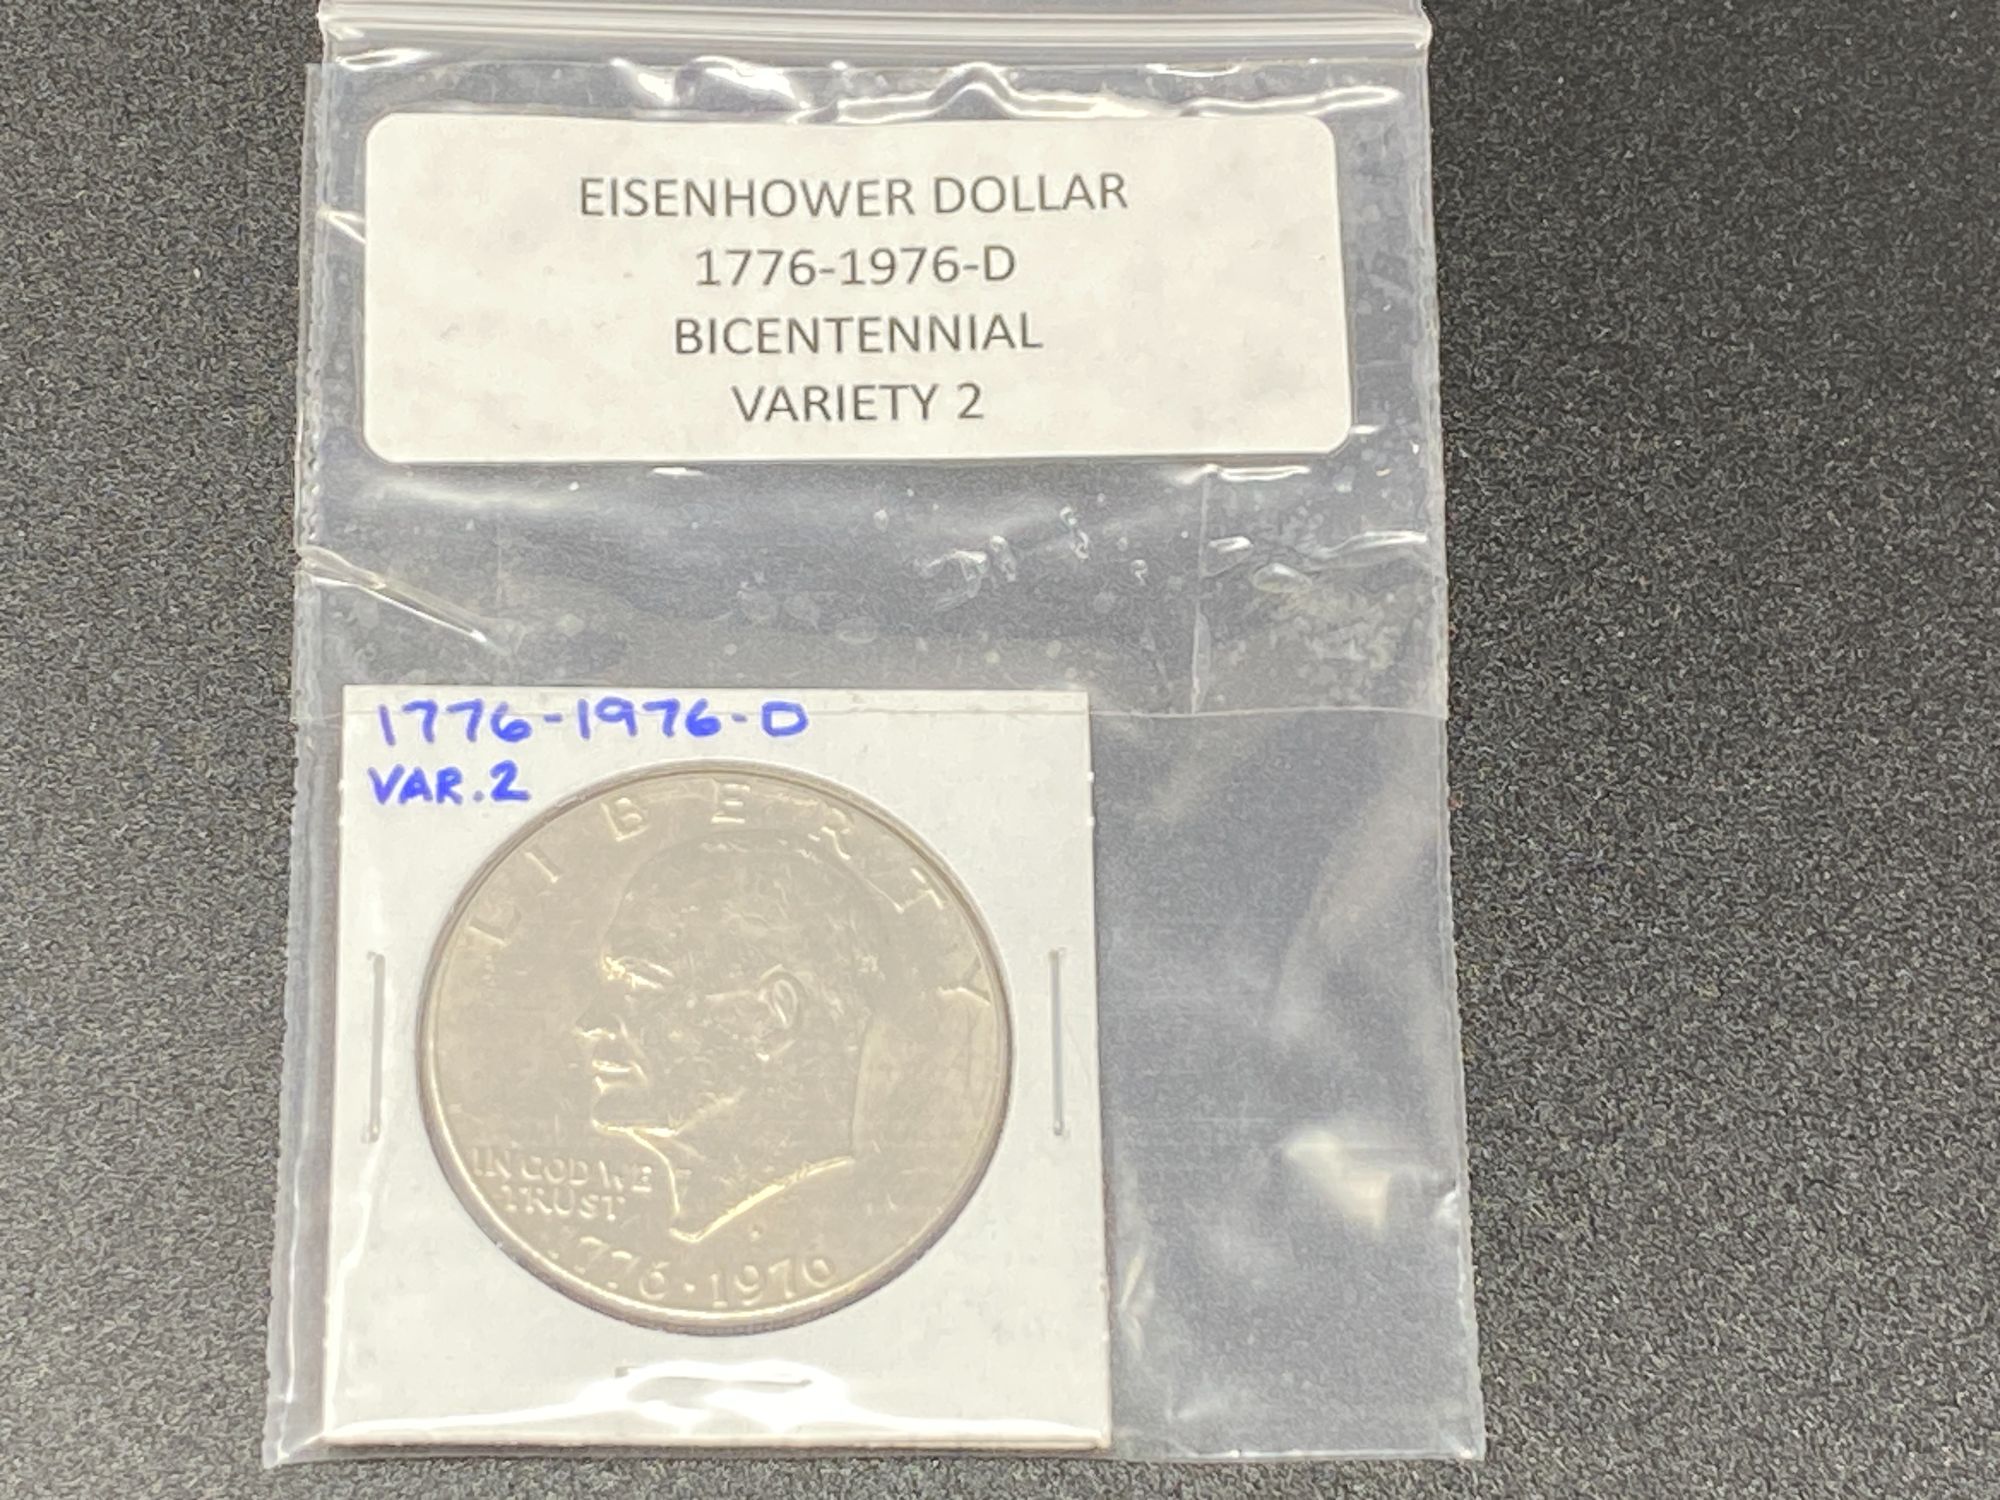 EISENHOWER DOLLAR
1776-1976-D
BICENTENNIAL
VARIETY 2
1776-1976-D
VAR.2
LIBERTY
IN GOD WE
TRUST
1776·1976